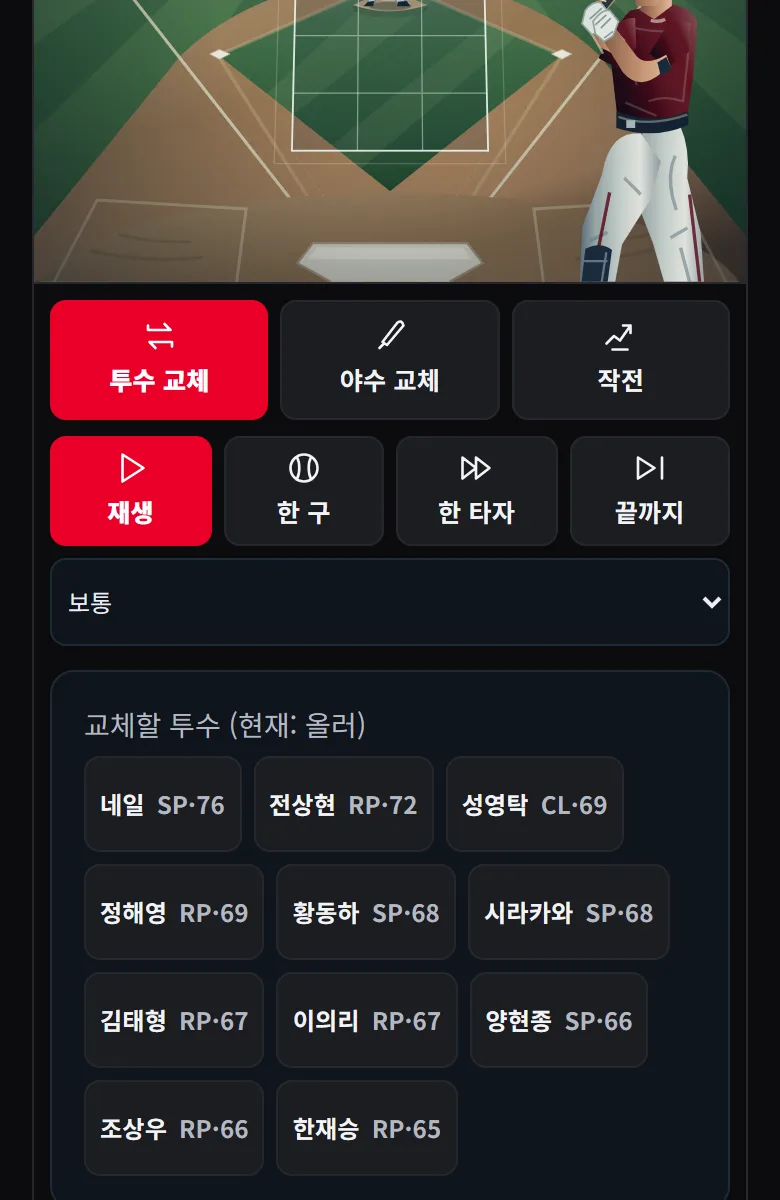 투수 교체 야수 교체 작전
재생 한 구 한 타자 끝까지
보통
교체할 투수 (현재: 올러)
네일 SP·76 전상현 RP·72 성영탁 CL·69
정해영 RP·69 황동하 SP·68 시라카와 SP·68
김태형 RP·67 이의리 RP·67 양현종 SP·66
조상우 RP·66 한재승 RP·65